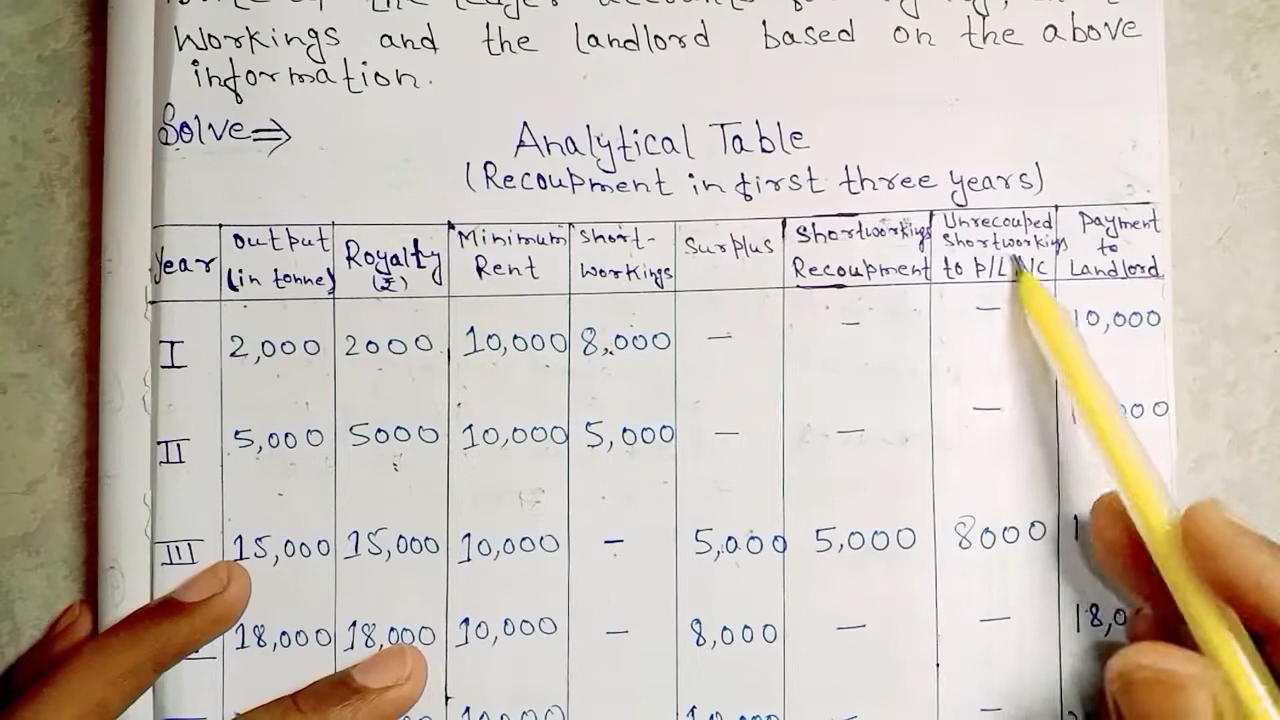 the
Workings and the landlord based on the above
information.
Solve ⇒
Analytical Table
(Recoupment in first three years)
Year | output (in tonne) | Royalty (₹) | Minimum Rent | Short-workings | Surplus | Shortworkings Recoupment | Unrecouped Shortworking to P/L A/C | Payment to Landlord
I | 2,000 | 2000 | 10,000 | 8,000 | — | — | — | 10,000
II | 5,000 | 5000 | 10,000 | 5,000 | — | — | —
III | 15,000 | 15,000 | 10,000 | - | 5,000 | 5,000 | 8000
18,000 | 18,000 | 10,000 | - | 8,000 | — | —